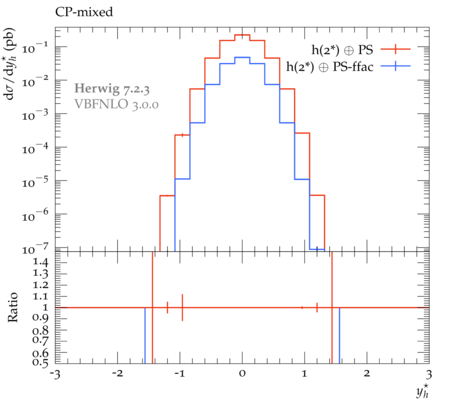 CP-mixed
h(2*) ⊕ PS
h(2*) ⊕ PS-ffac
Herwig 7.2.3
VBFNLO 3.0.0
dσ/dy*h (pb)
10−1
10−2
10−3
10−4
10−5
10−6
10−7
1.4
1.3
1.2
1.1
1
0.9
0.8
0.7
0.6
0.5
Ratio
-3 -2 -1 0 1 2 3
y*h